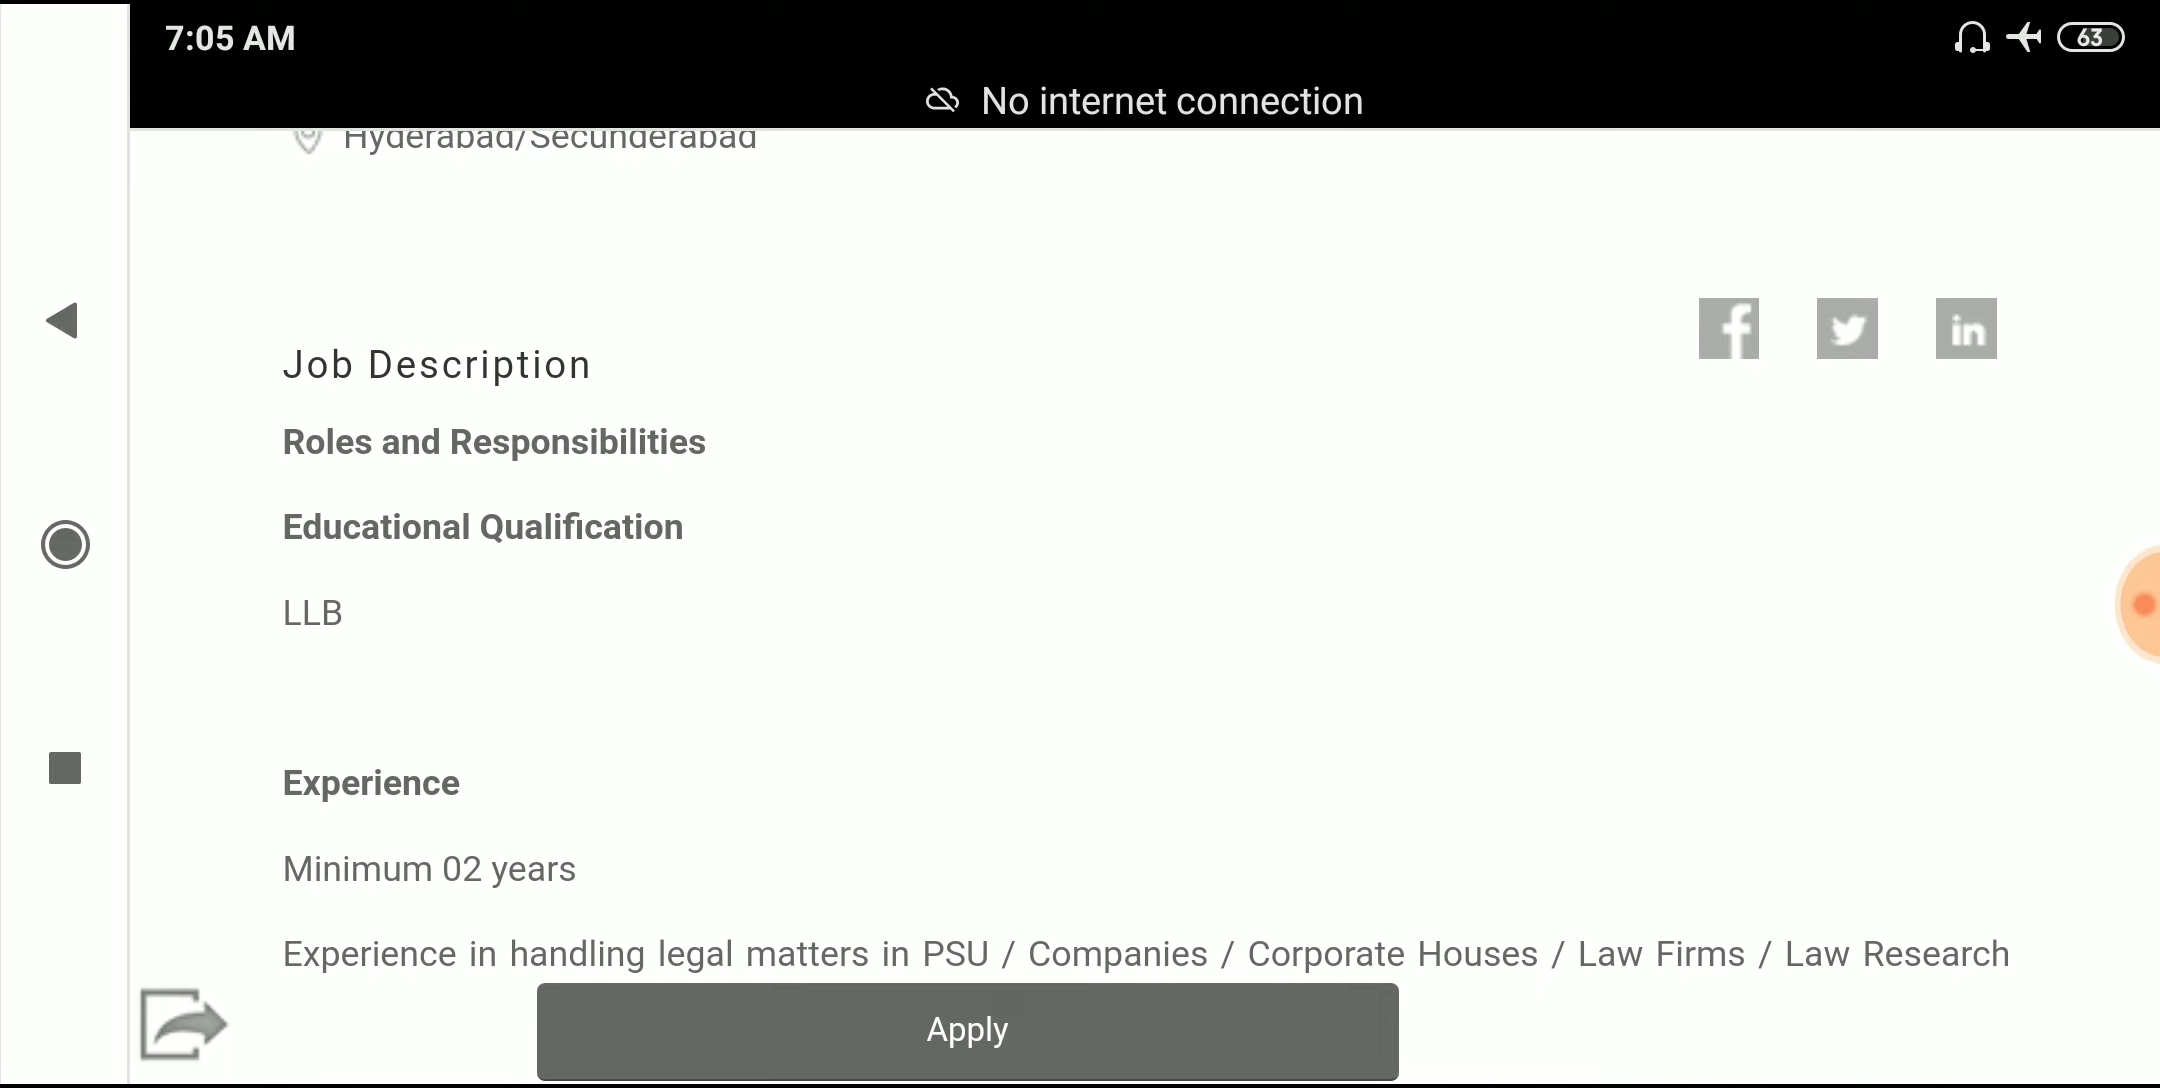 7:05 AM
63
No internet connection
Hyderabad/Secunderabad
Job Description
Roles and Responsibilities
Educational Qualification
LLB
Experience
Minimum 02 years
Experience in handling legal matters in PSU / Companies / Corporate Houses / Law Firms / Law Research
Apply